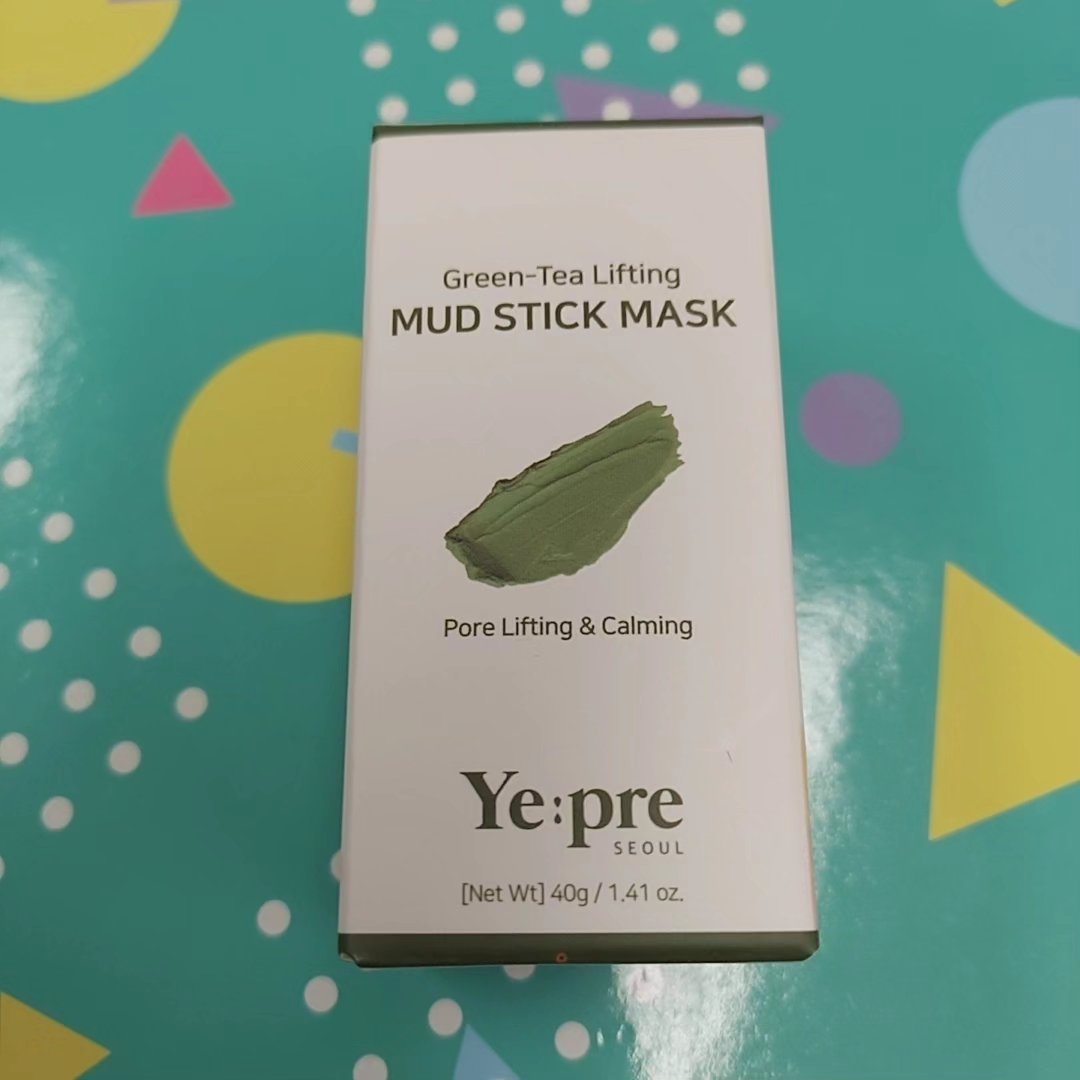 Green-Tea Lifting
MUD STICK MASK
Pore Lifting & Calming
Ye:pre
SEOUL
[Net Wt] 40g / 1.41 oz.